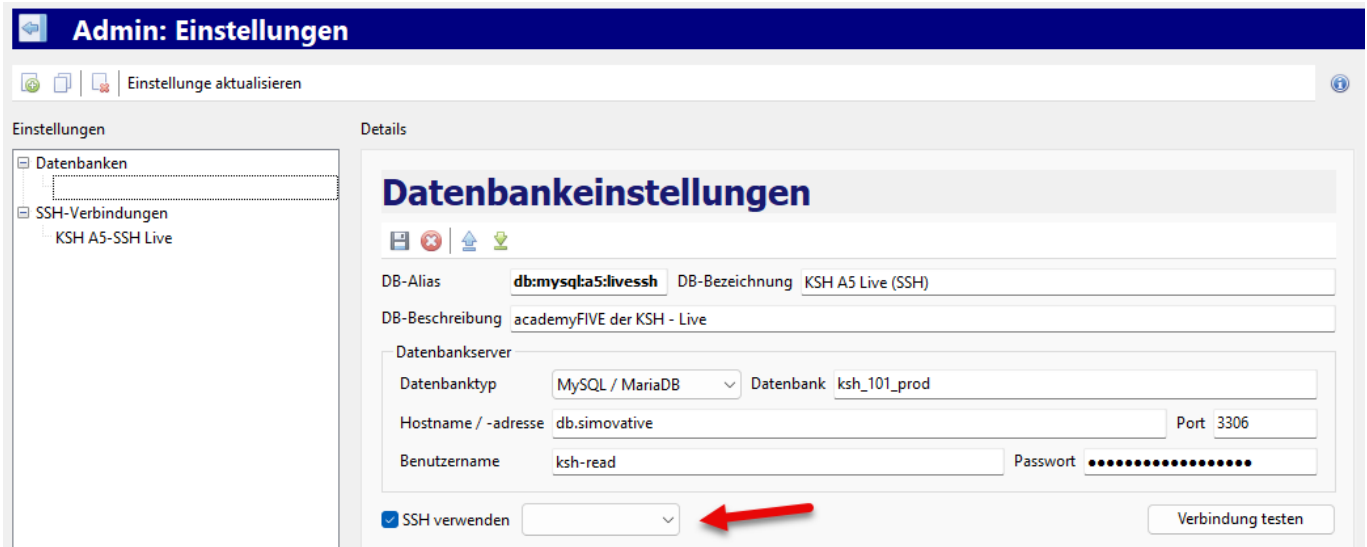 Admin: Einstellungen
Einstellunge aktualisieren
Einstellungen
Details
Datenbanken
SSH-Verbindungen
KSH A5-SSH Live
Datenbankeinstellungen
DB-Alias db:mysql:a5:livessh DB-Bezeichnung KSH A5 Live (SSH)
DB-Beschreibung academyFIVE der KSH - Live
Datenbankserver
Datenbanktyp MySQL / MariaDB Datenbank ksh_101_prod
Hostname / -adresse db.simovative Port 3306
Benutzername ksh-read Passwort ●●●●●●●●●●●●●●●●●●
SSH verwenden Verbindung testen